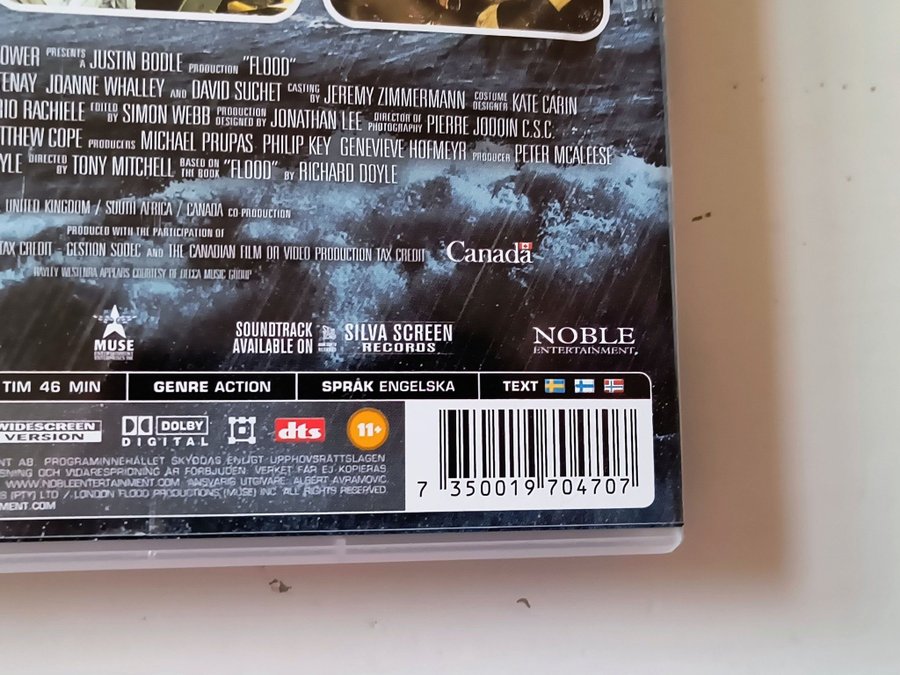 OWER PRESENTS A JUSTIN BODLE PRODUCTION "FLOOD"
TENAY JOANNE WHALLEY AND DAVID SUCHET CASTING BY JEREMY ZIMMERMANN COSTUME DESIGNER KATE CARIN
RIO RACHIELE EDITED BY SIMON WEBB PRODUCTION DESIGNED BY JONATHAN LEE DIRECTOR OF PHOTOGRAPHY PIERRE JODOIN C.S.C.
TTHEW COPE PRODUCERS MICHAEL PRUPAS PHILIP KEY GENEVIEVE HOFMEYR PRODUCER PETER MCALEESE
YLE DIRECTED BY TONY MITCHELL BASED ON THE BOOK "FLOOD" BY RICHARD DOYLE
UNITED KINGDOM / SOUTH AFRICA / CANADA CO-PRODUCTION
PRODUCED WITH THE PARTICIPATION OF
TAX CREDIT - GESTION SODEC AND THE CANADIAN FILM OR VIDEO PRODUCTION TAX CREDIT Canada
HAYLEY WESTENRA APPEARS COURTESY OF DECCA MUSIC GROUP
MUSE
SOUNDTRACK AVAILABLE ON SILVA SCREEN RECORDS
NOBLE ENTERTAINMENT.
TIM 46 MIN GENRE ACTION SPRÅK ENGELSKA TEXT
WIDESCREEN VERSION DOLBY DIGITAL dts 11+
NT AB. PROGRAMINNEHÅLLET SKYDDAS ENLIGT UPPHOVSRÄTTSLAGEN
SNING OCH VIDARESPRIDNING ÄR FÖRBJUDEN. VERKET FÅR EJ KOPIERAS
WWW.NOBLEENTERTAINMENT.COM ANSVARIG UTGIVARE: ALBERT AVRAMOVIC
S (PTY) LTD / LONDON FLOOD PRODUCTIONS (MUSE) INC. ALL RIGHTS RESERVED.
MENT.COM
7 350019 704707